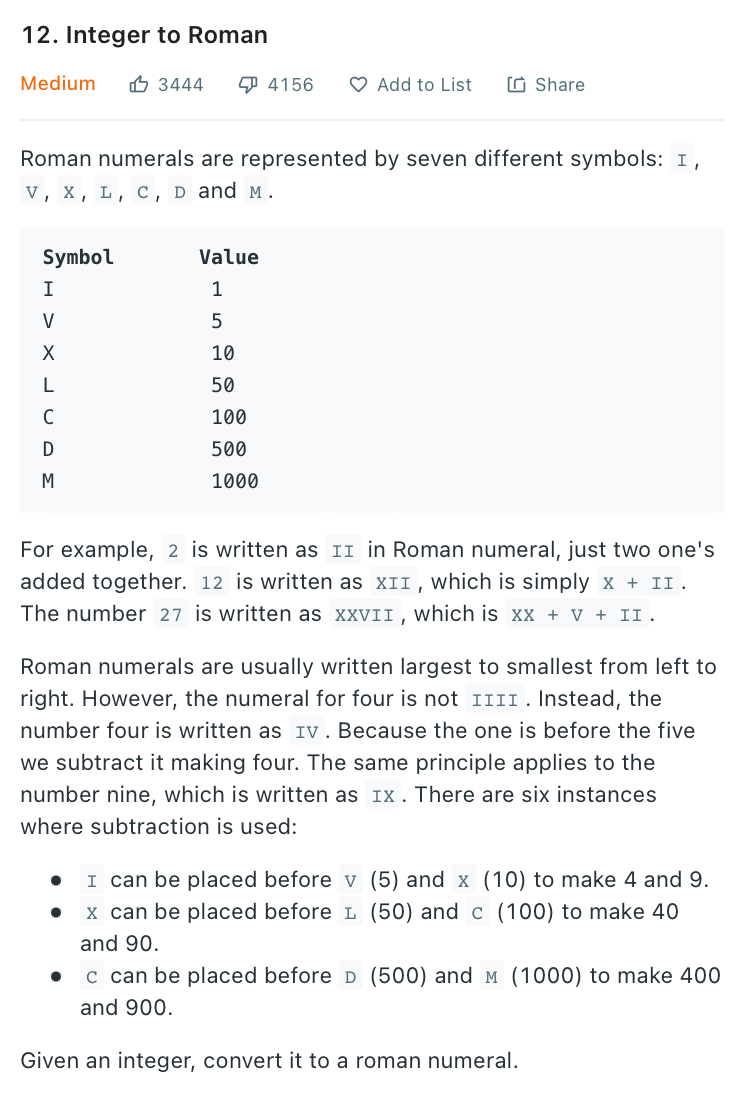 12. Integer to Roman
Medium 3444 4156 Add to List Share
Roman numerals are represented by seven different symbols: I,
V, X, L, C, D and M.
Symbol Value
I 1
V 5
X 10
L 50
C 100
D 500
M 1000
For example, 2 is written as II in Roman numeral, just two one's
added together. 12 is written as XII, which is simply X + II.
The number 27 is written as XXVII, which is XX + V + II.
Roman numerals are usually written largest to smallest from left to
right. However, the numeral for four is not IIII. Instead, the
number four is written as IV. Because the one is before the five
we subtract it making four. The same principle applies to the
number nine, which is written as IX. There are six instances
where subtraction is used:
● I can be placed before V (5) and X (10) to make 4 and 9.
● X can be placed before L (50) and C (100) to make 40
and 90.
● C can be placed before D (500) and M (1000) to make 400
and 900.
Given an integer, convert it to a roman numeral.